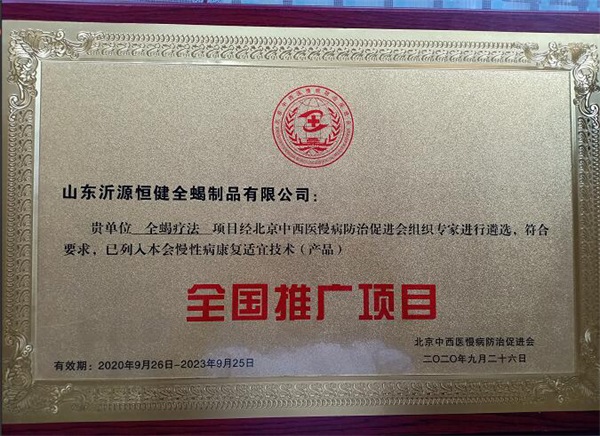 山东沂源恒健全蝎制品有限公司：
贵单位 全蝎疗法 项目经北京中西医慢病防治促进会组织专家进行遴选，符合
要求，已列入本会慢性病康复适宜技术（产品）
全国推广项目
北京中西医慢病防治促进会
有效期：2020年9月26日-2023年9月25日
二〇二〇年九月二十六日